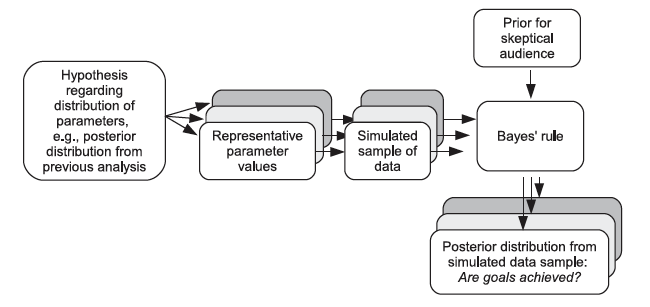 Prior for
skeptical
audience
Hypothesis
regarding
distribution of
parameters,
e.g., posterior
distribution from
previous analysis
Representative
parameter
values
Simulated
sample of
data
Bayes' rule
Posterior distribution from
simulated data sample:
Are goals achieved?